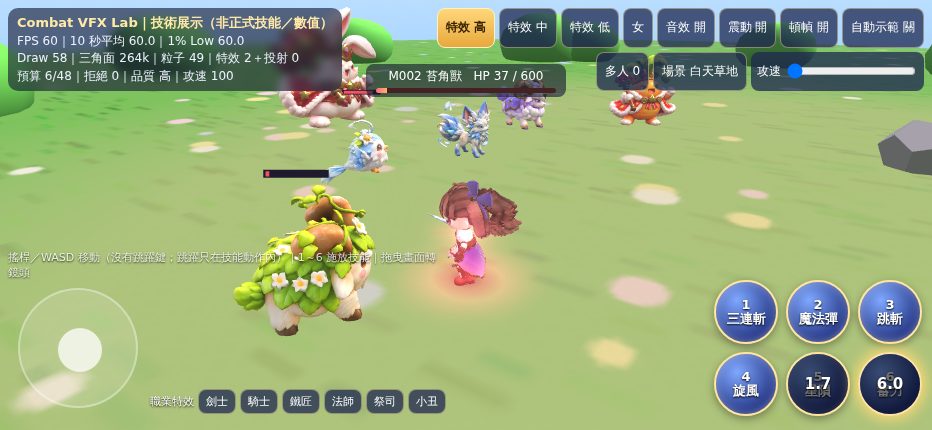 Combat VFX Lab｜技術展示（非正式技能／數值）
FPS 60｜10 秒平均 60.0｜1% Low 60.0
Draw 58｜三角面 264k｜粒子 49｜特效 2＋投射 0
預算 6/48｜拒絕 0｜品質 高｜攻速 100
特效 高
特效 中
特效 低
女
音效 開
震動 開
頓幀 開
自動示範 關
M002 苔角獸 HP 37 / 600
多人 0
場景 白天草地
攻速
搖桿／WASD 移動（沒有跳躍鍵；跳躍只在技能動作內）｜1～6 施放技能｜拖曳畫面轉
鏡頭
1
三連斬
2
魔法彈
3
跳斬
4
旋風
1.7
6.0
職業特效
劍士
騎士
鐵匠
法師
祭司
小丑